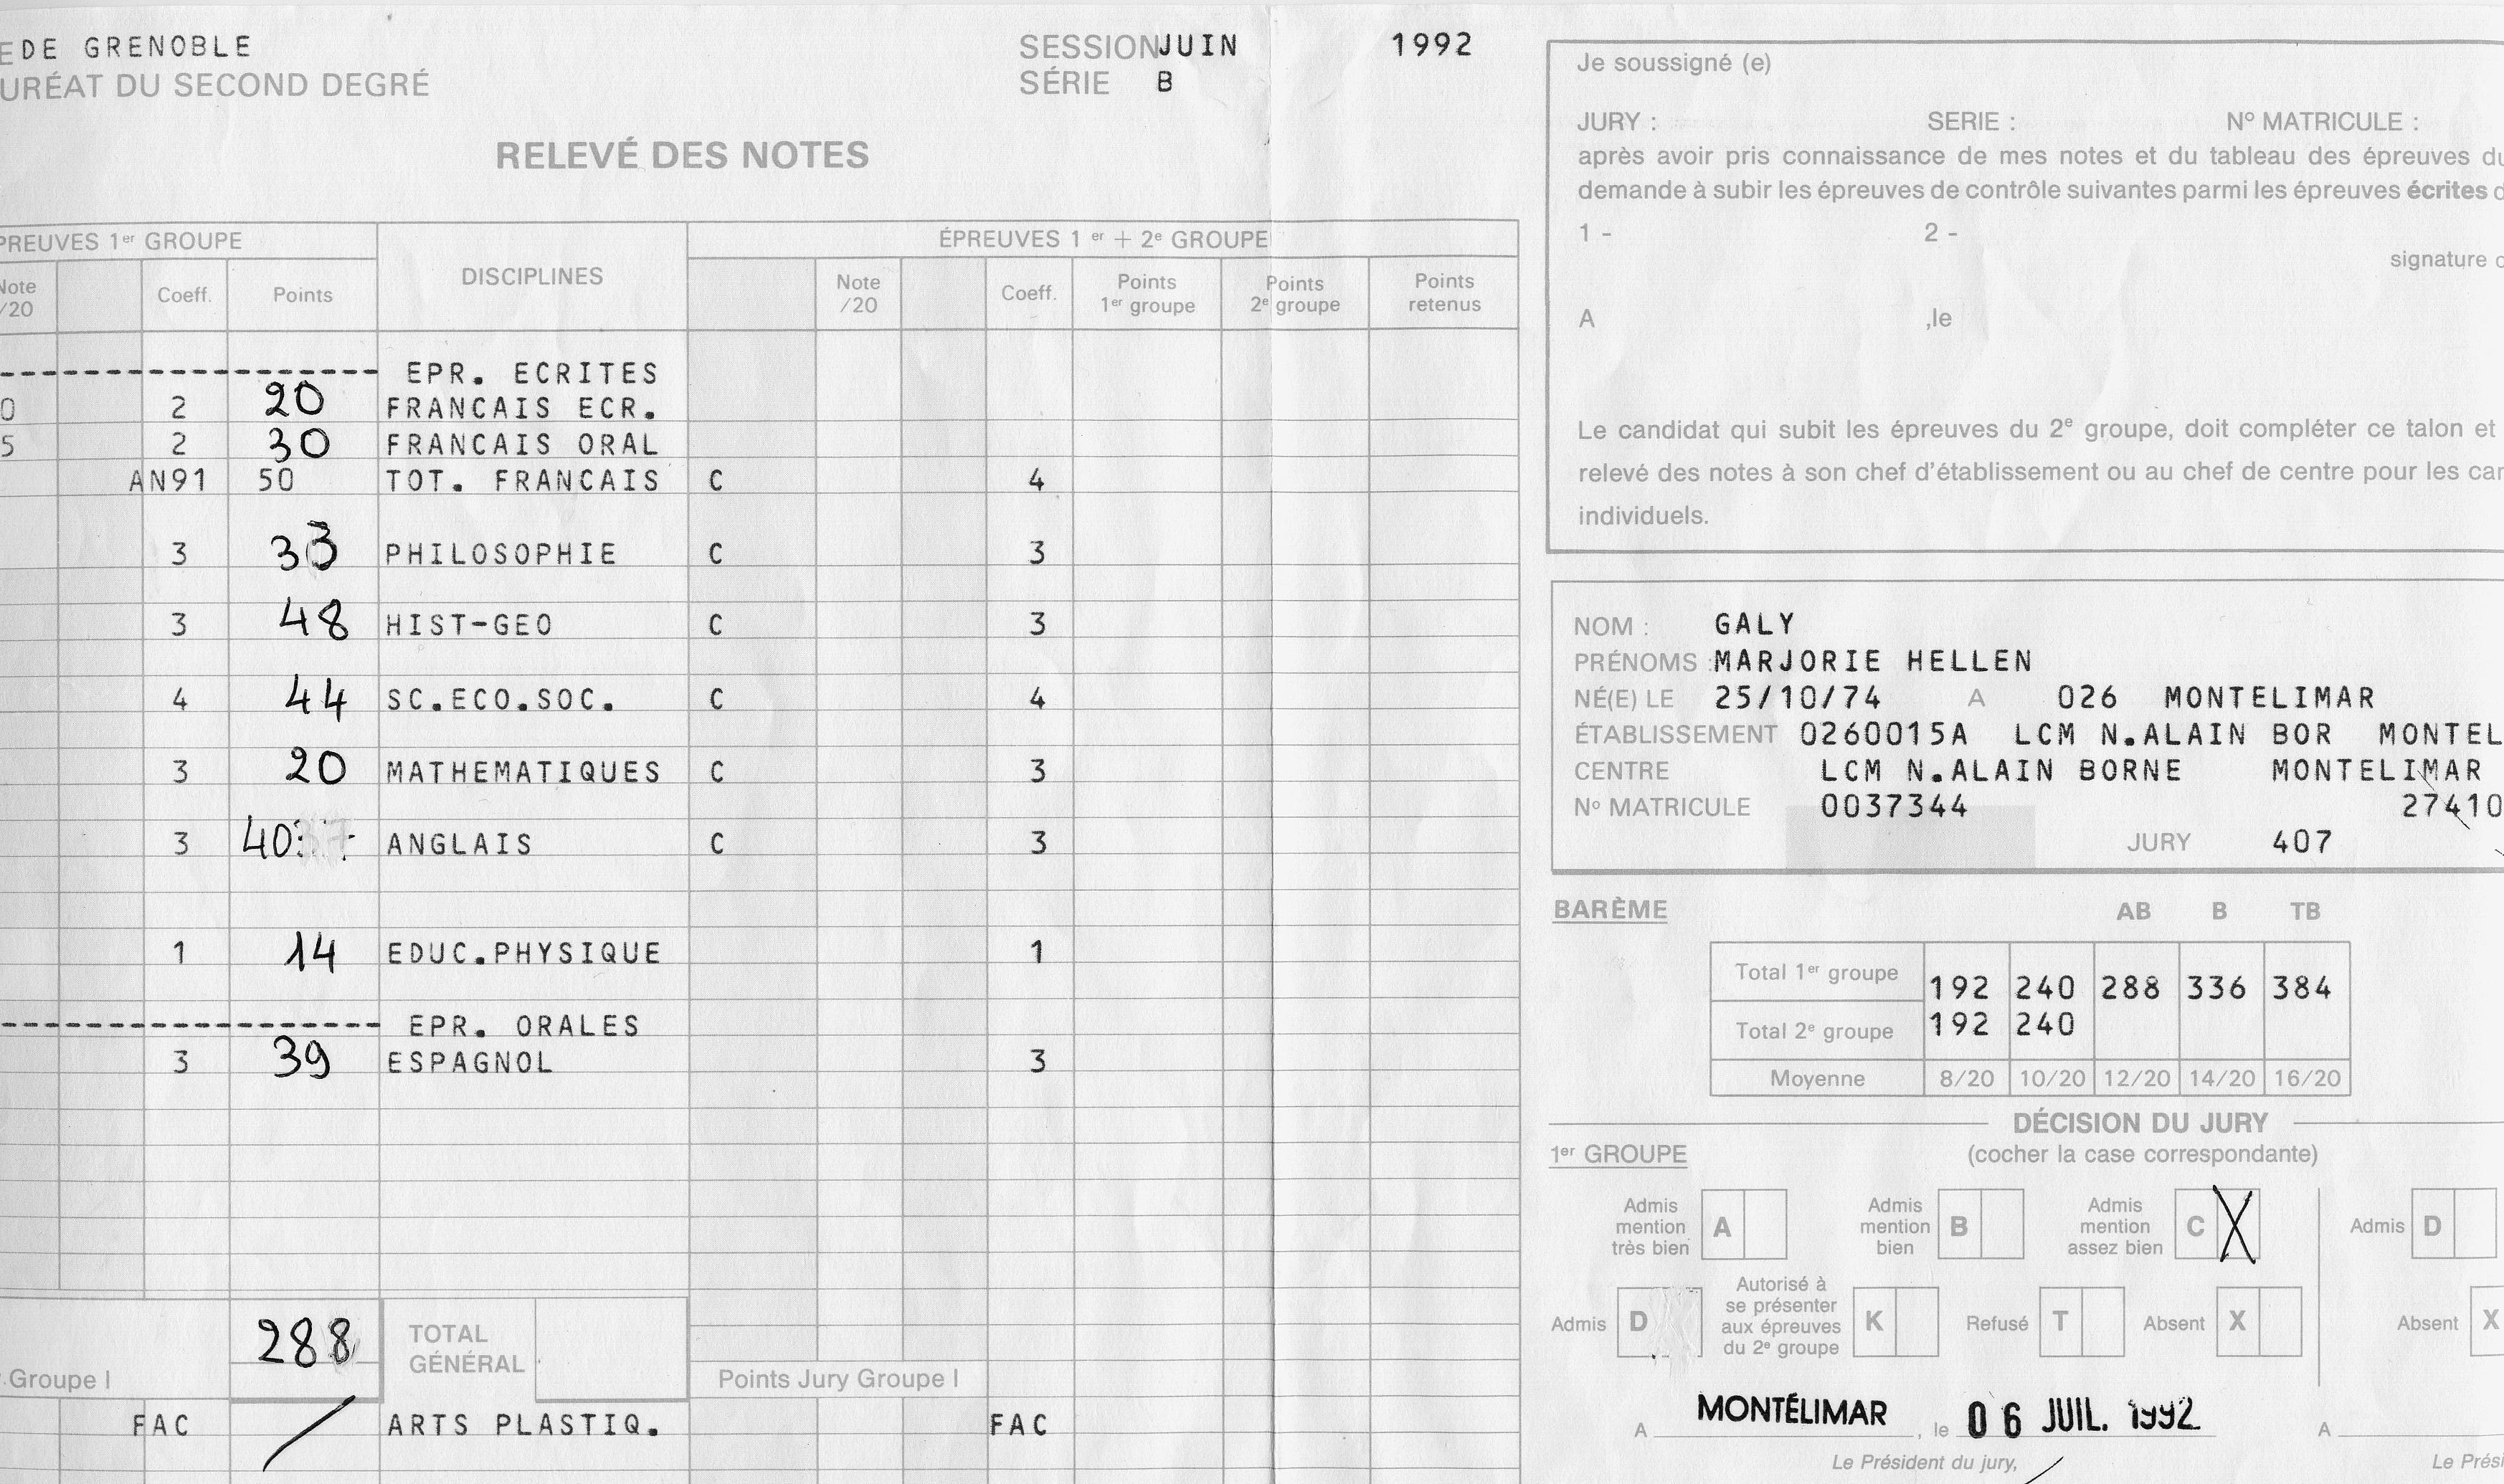 EDE GRENOBLE
URÉAT DU SECOND DEGRÉ
SESSION JUIN 1992
SÉRIE B
RELEVÉ DES NOTES
PREUVES 1er GROUPE
DISCIPLINES
ÉPREUVES 1er + 2e GROUPE
Note /20 Coeff. Points
Note /20 Coeff. Points 1er groupe Points 2e groupe Points retenus
EPR. ECRITES
0 2 20 FRANCAIS ECR.
5 2 30 FRANCAIS ORAL
AN91 50 TOT. FRANCAIS C 4
3 33 PHILOSOPHIE C 3
3 48 HIST-GEO C 3
4 44 SC.ECO.SOC. C 4
3 20 MATHEMATIQUES C 3
3 40 ANGLAIS C 3
1 14 EDUC.PHYSIQUE 1
EPR. ORALES
3 39 ESPAGNOL 3
288 TOTAL GÉNÉRAL
Groupe I
Points Jury Groupe I
FAC / ARTS PLASTIQ. FAC
Je soussigné (e)
JURY : SERIE : N° MATRICULE :
après avoir pris connaissance de mes notes et du tableau des épreuves du
demande à subir les épreuves de contrôle suivantes parmi les épreuves écrites d
1 - 2 -
signature
A ,le
Le candidat qui subit les épreuves du 2e groupe, doit compléter ce talon et
relevé des notes à son chef d'établissement ou au chef de centre pour les can
individuels.
NOM : GALY
PRÉNOMS : MARJORIE HELLEN
NÉ(E) LE 25/10/74 A 026 MONTELIMAR
ÉTABLISSEMENT 0260015A LCM N.ALAIN BOR MONTEL
CENTRE LCM N.ALAIN BORNE MONTELIMAR
N° MATRICULE 0037344 27410
JURY 407
BARÈME AB B TB
Total 1er groupe 192 240 288 336 384
Total 2e groupe 192 240
Moyenne 8/20 10/20 12/20 14/20 16/20
DÉCISION DU JURY
1er GROUPE (cocher la case correspondante)
Admis mention très bien A
Admis mention bien B
Admis mention assez bien C X
Admis D
Admis D
Autorisé à se présenter aux épreuves du 2e groupe K
Refusé T
Absent X
Absent X
A MONTÉLIMAR, le 06 JUIL. 1992 A
Le Président du jury, Le Prési